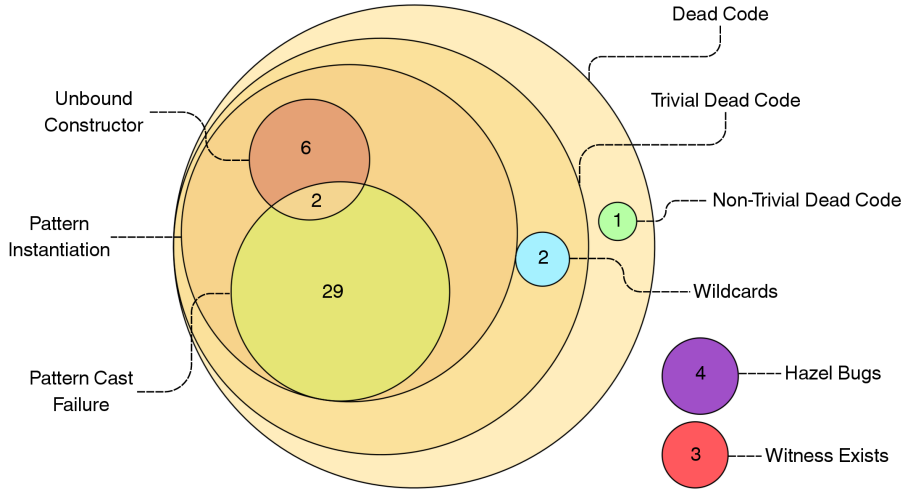 Dead Code
Trivial Dead Code
Unbound
Constructor
6
2
Non-Trivial Dead Code
1
Pattern
Instantiation
2
29
Wildcards
Pattern Cast
Failure
4
Hazel Bugs
3
Witness Exists